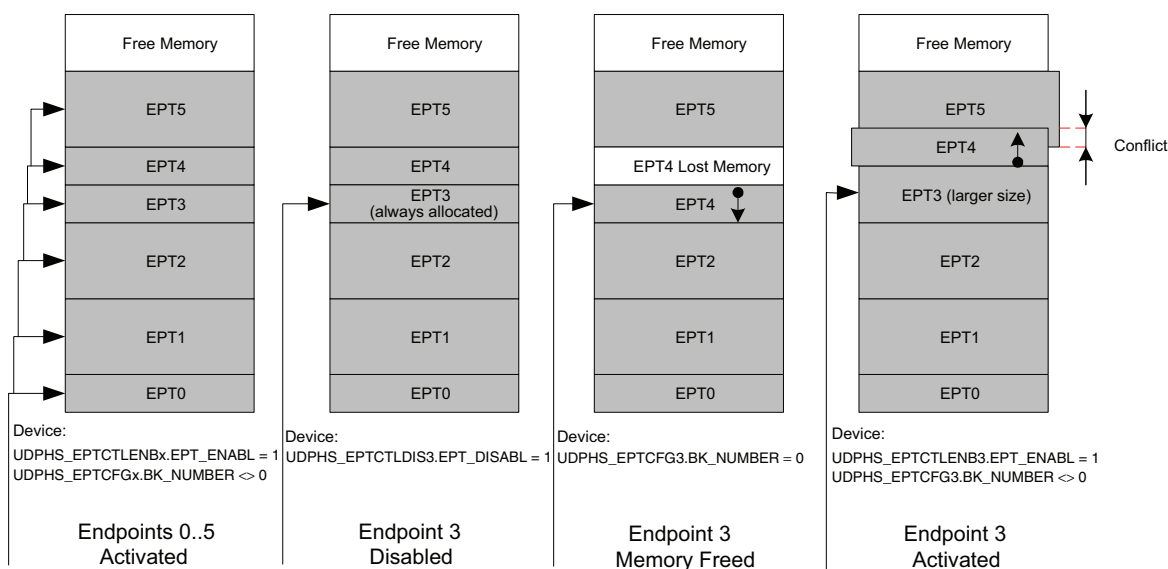 Free Memory
EPT5
EPT4
EPT3
EPT2
EPT1
EPT0
Device:
UDPHS_EPTCTLENBx.EPT_ENABL = 1
UDPHS_EPTCFGx.BK_NUMBER <> 0
Endpoints 0..5
Activated
Free Memory
EPT5
EPT4
EPT3
(always allocated)
EPT2
EPT1
EPT0
Device:
UDPHS_EPTCTLDIS3.EPT_DISABL = 1
Endpoint 3
Disabled
Free Memory
EPT5
EPT4 Lost Memory
EPT4
EPT2
EPT1
EPT0
Device:
UDPHS_EPTCFG3.BK_NUMBER = 0
Endpoint 3
Memory Freed
Free Memory
EPT5
EPT4
Conflict
EPT3 (larger size)
EPT2
EPT1
EPT0
Device:
UDPHS_EPTCTLENB3.EPT_ENABL = 1
UDPHS_EPTCFG3.BK_NUMBER <> 0
Endpoint 3
Activated